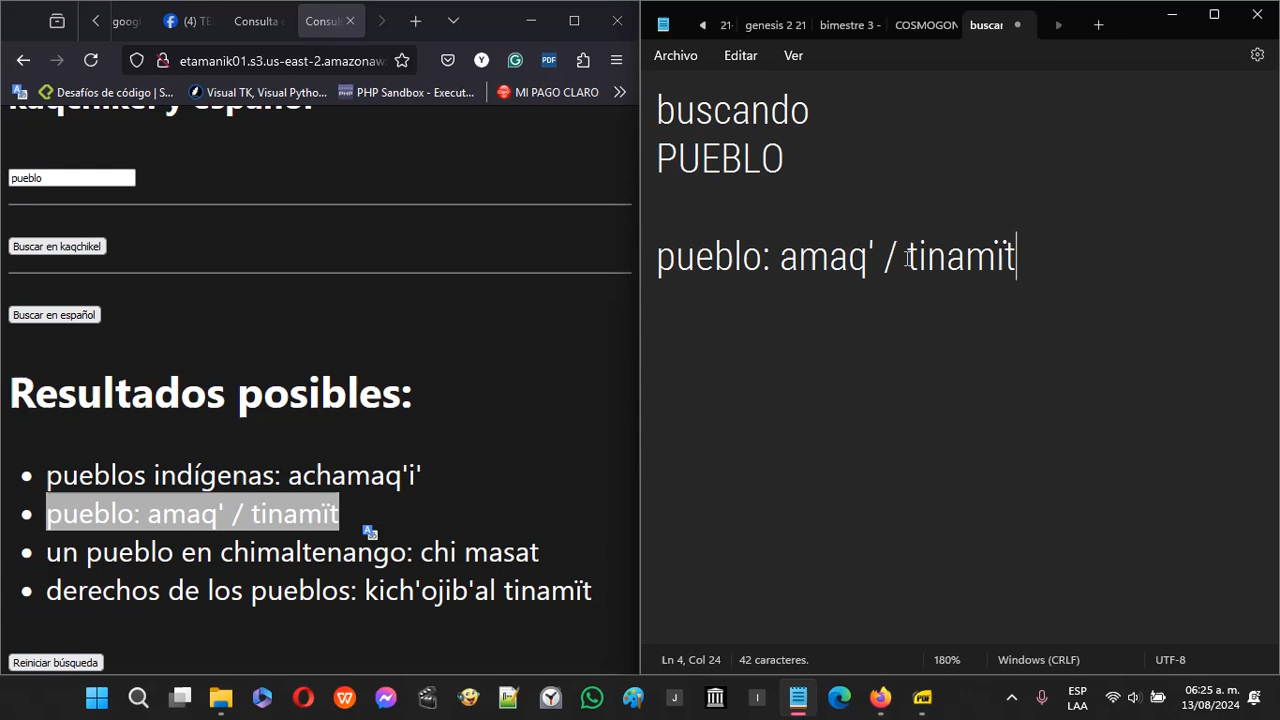 googl
(4) TE
Consulta
Consul
etamanik01.s3.us-east-2.amazonaw
Desafíos de código | S...
Visual TK, Visual Python...
PHP Sandbox - Execut...
MI PAGO CLARO
kaqchikel y español
pueblo
Buscar en kaqchikel
Buscar en español
Resultados posibles:
pueblos indígenas: achamaq'i'
pueblo: amaq' / tinamït
un pueblo en chimaltenango: chi masat
derechos de los pueblos: kich'ojib'al tinamït
Reiniciar búsqueda
21
genesis 2 21
bimestre 3 -
COSMOGON
buscar
Archivo
Editar
Ver
buscando
PUEBLO
pueblo: amaq' / tinamït
Ln 4, Col 24
42 caracteres.
180%
Windows (CRLF)
UTF-8
ESP
LAA
06:25 a. m.
13/08/2024